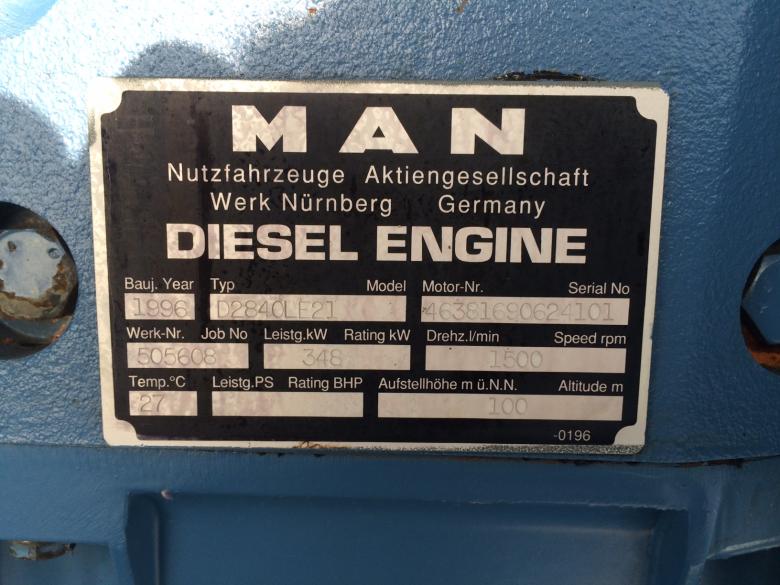 MAN
Nutzfahrzeuge Aktiengesellschaft
Werk Nürnberg Germany
DIESEL ENGINE
Bauj. Year Typ Model Motor-Nr. Serial No
1996 D2840LE21 46381690624101
Werk-Nr. Job No Leistg.kW Rating kW Drehz.l/min Speed rpm
505608 348 1500
Temp.°C Leistg.PS Rating BHP Aufstellhöhe m ü.N.N. Altitude m
27 100
-0196